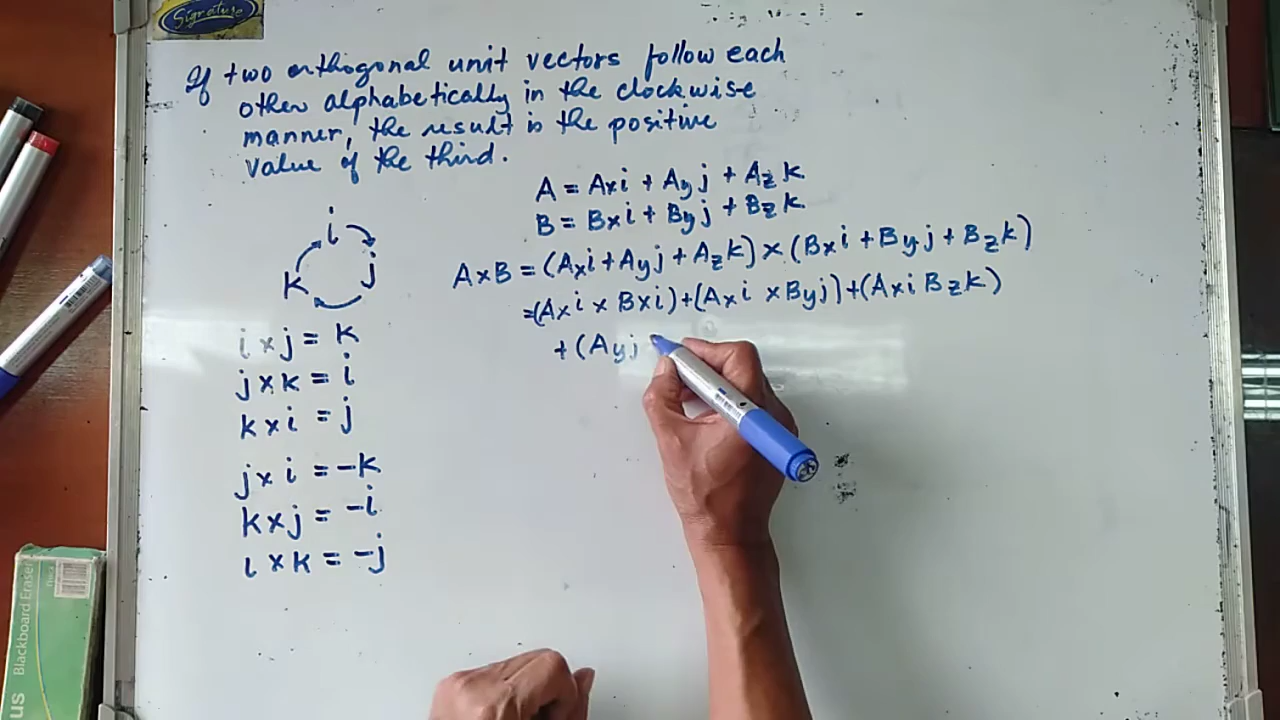 Signature
If two orthogonal unit vectors follow each
other alphabetically in the clockwise
manner, the result is the positive
value of the third.
A = Axi + Ayj + Azk
B = Bxi + Byj + Bzk
A×B = (Axi + Ayj + Azk) × (Bxi + Byj + Bzk)
=(Axi × Bxi)+(Axi × Byj)+(Axi Bzk)
+ (Ayj
i
j
k
i × j = k
j × k = i
k × i = j
j × i = -k
k × j = -i
i × k = -j
Blackboard Eraser